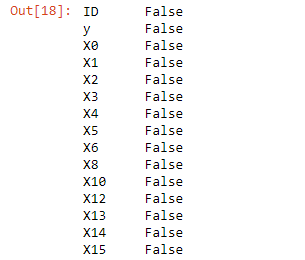 Out[18]: ID False
y False
X0 False
X1 False
X2 False
X3 False
X4 False
X5 False
X6 False
X8 False
X10 False
X12 False
X13 False
X14 False
X15 False